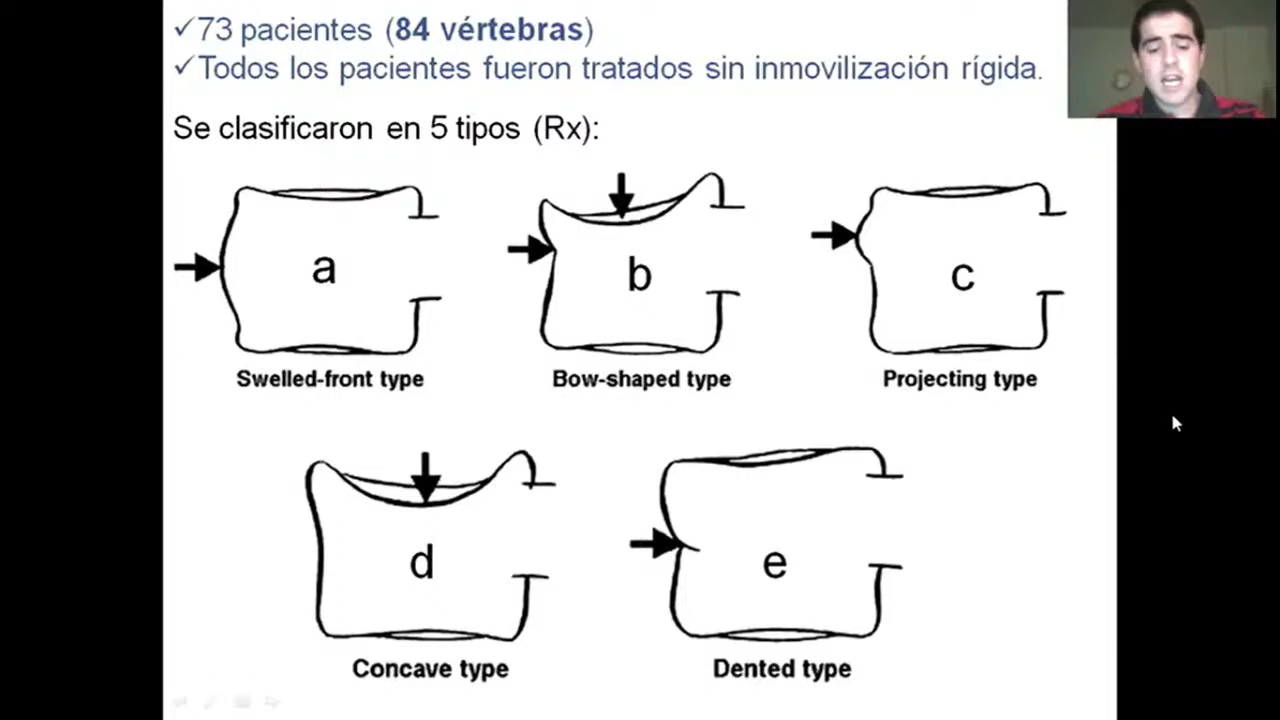 ✓73 pacientes (84 vértebras)
✓Todos los pacientes fueron tratados sin inmovilización rígida.
Se clasificaron en 5 tipos (Rx):
a b c
Swelled-front type Bow-shaped type Projecting type
d e
Concave type Dented type